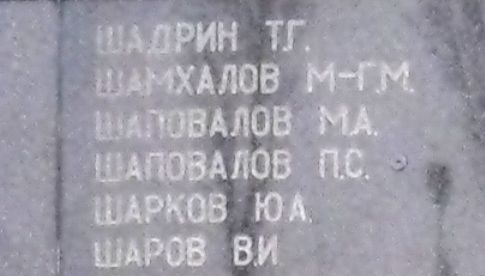 ШАДРИН Т.Г.
ШАМХАЛОВ М-Г.М.
ШАПОВАЛОВ М.А.
ШАПОВАЛОВ П.С.
ШАРКОВ Ю.А.
ШАРОВ В.И